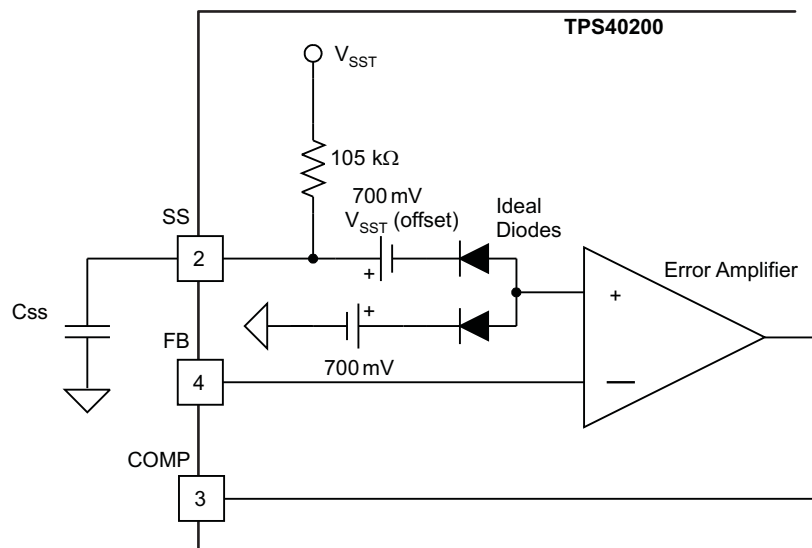 TPS40200
V_SST
105 kΩ
700 mV
V_SST (offset)
Ideal
Diodes
SS
2
+
Error Amplifier
+
Css
+
FB
700 mV
4
−
COMP
3